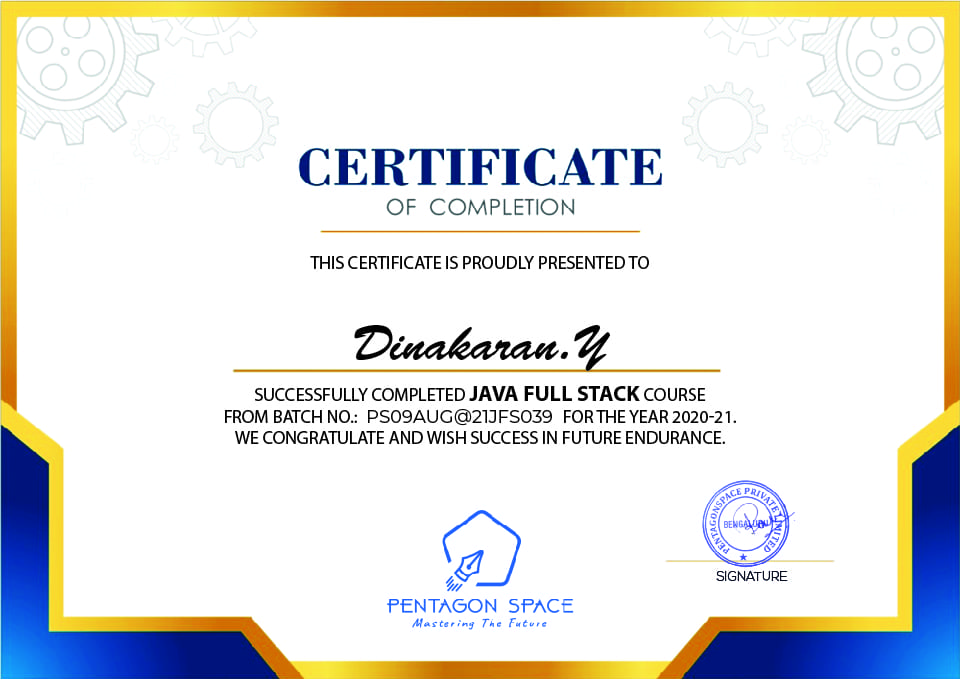 CERTIFICATE
OF COMPLETION
THIS CERTIFICATE IS PROUDLY PRESENTED TO
Dinakaran.Y
SUCCESSFULLY COMPLETED JAVA FULL STACK COURSE
FROM BATCH NO.: PS09AUG@21JFS039 FOR THE YEAR 2020-21.
WE CONGRATULATE AND WISH SUCCESS IN FUTURE ENDURANCE.
PENTAGONSPACE PRIVATE LIMITED
BENGALURU
SIGNATURE
PENTAGON SPACE
Mastering The Future